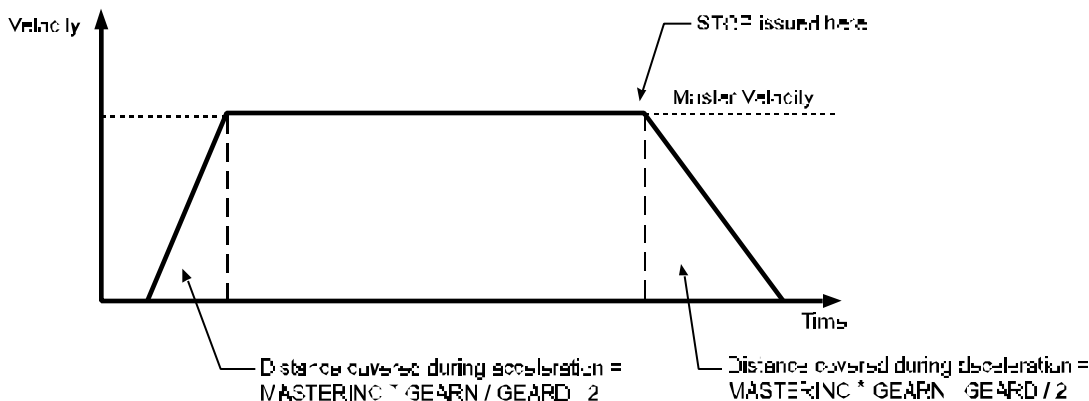 Velocity
STOP issued here
Master Velocity
Time
Distance covered during acceleration =
MASTERINC * GEARN / GEARD / 2
Distance covered during deceleration =
MASTERINC * GEARN / GEARD / 2